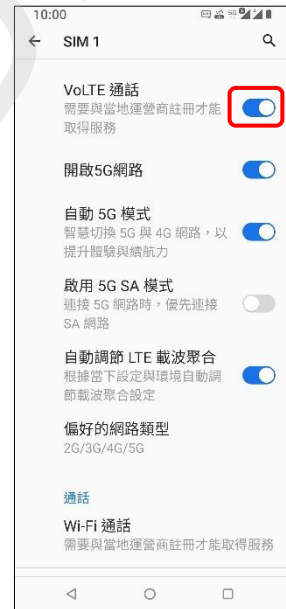 10:00
SIM 1
VoLTE 通話
需要與當地運營商註冊才能
取得服務
開啟5G網路
自動 5G 模式
智慧切換 5G 與 4G 網路，以
提升體驗與續航力
啟用 5G SA 模式
連接 5G 網路時，優先連接
SA 網路
自動調節 LTE 載波聚合
根據當下設定與環境自動調
節載波聚合設定
偏好的網路類型
2G/3G/4G/5G
通話
Wi-Fi 通話
需要與當地運營商註冊才能取得服務